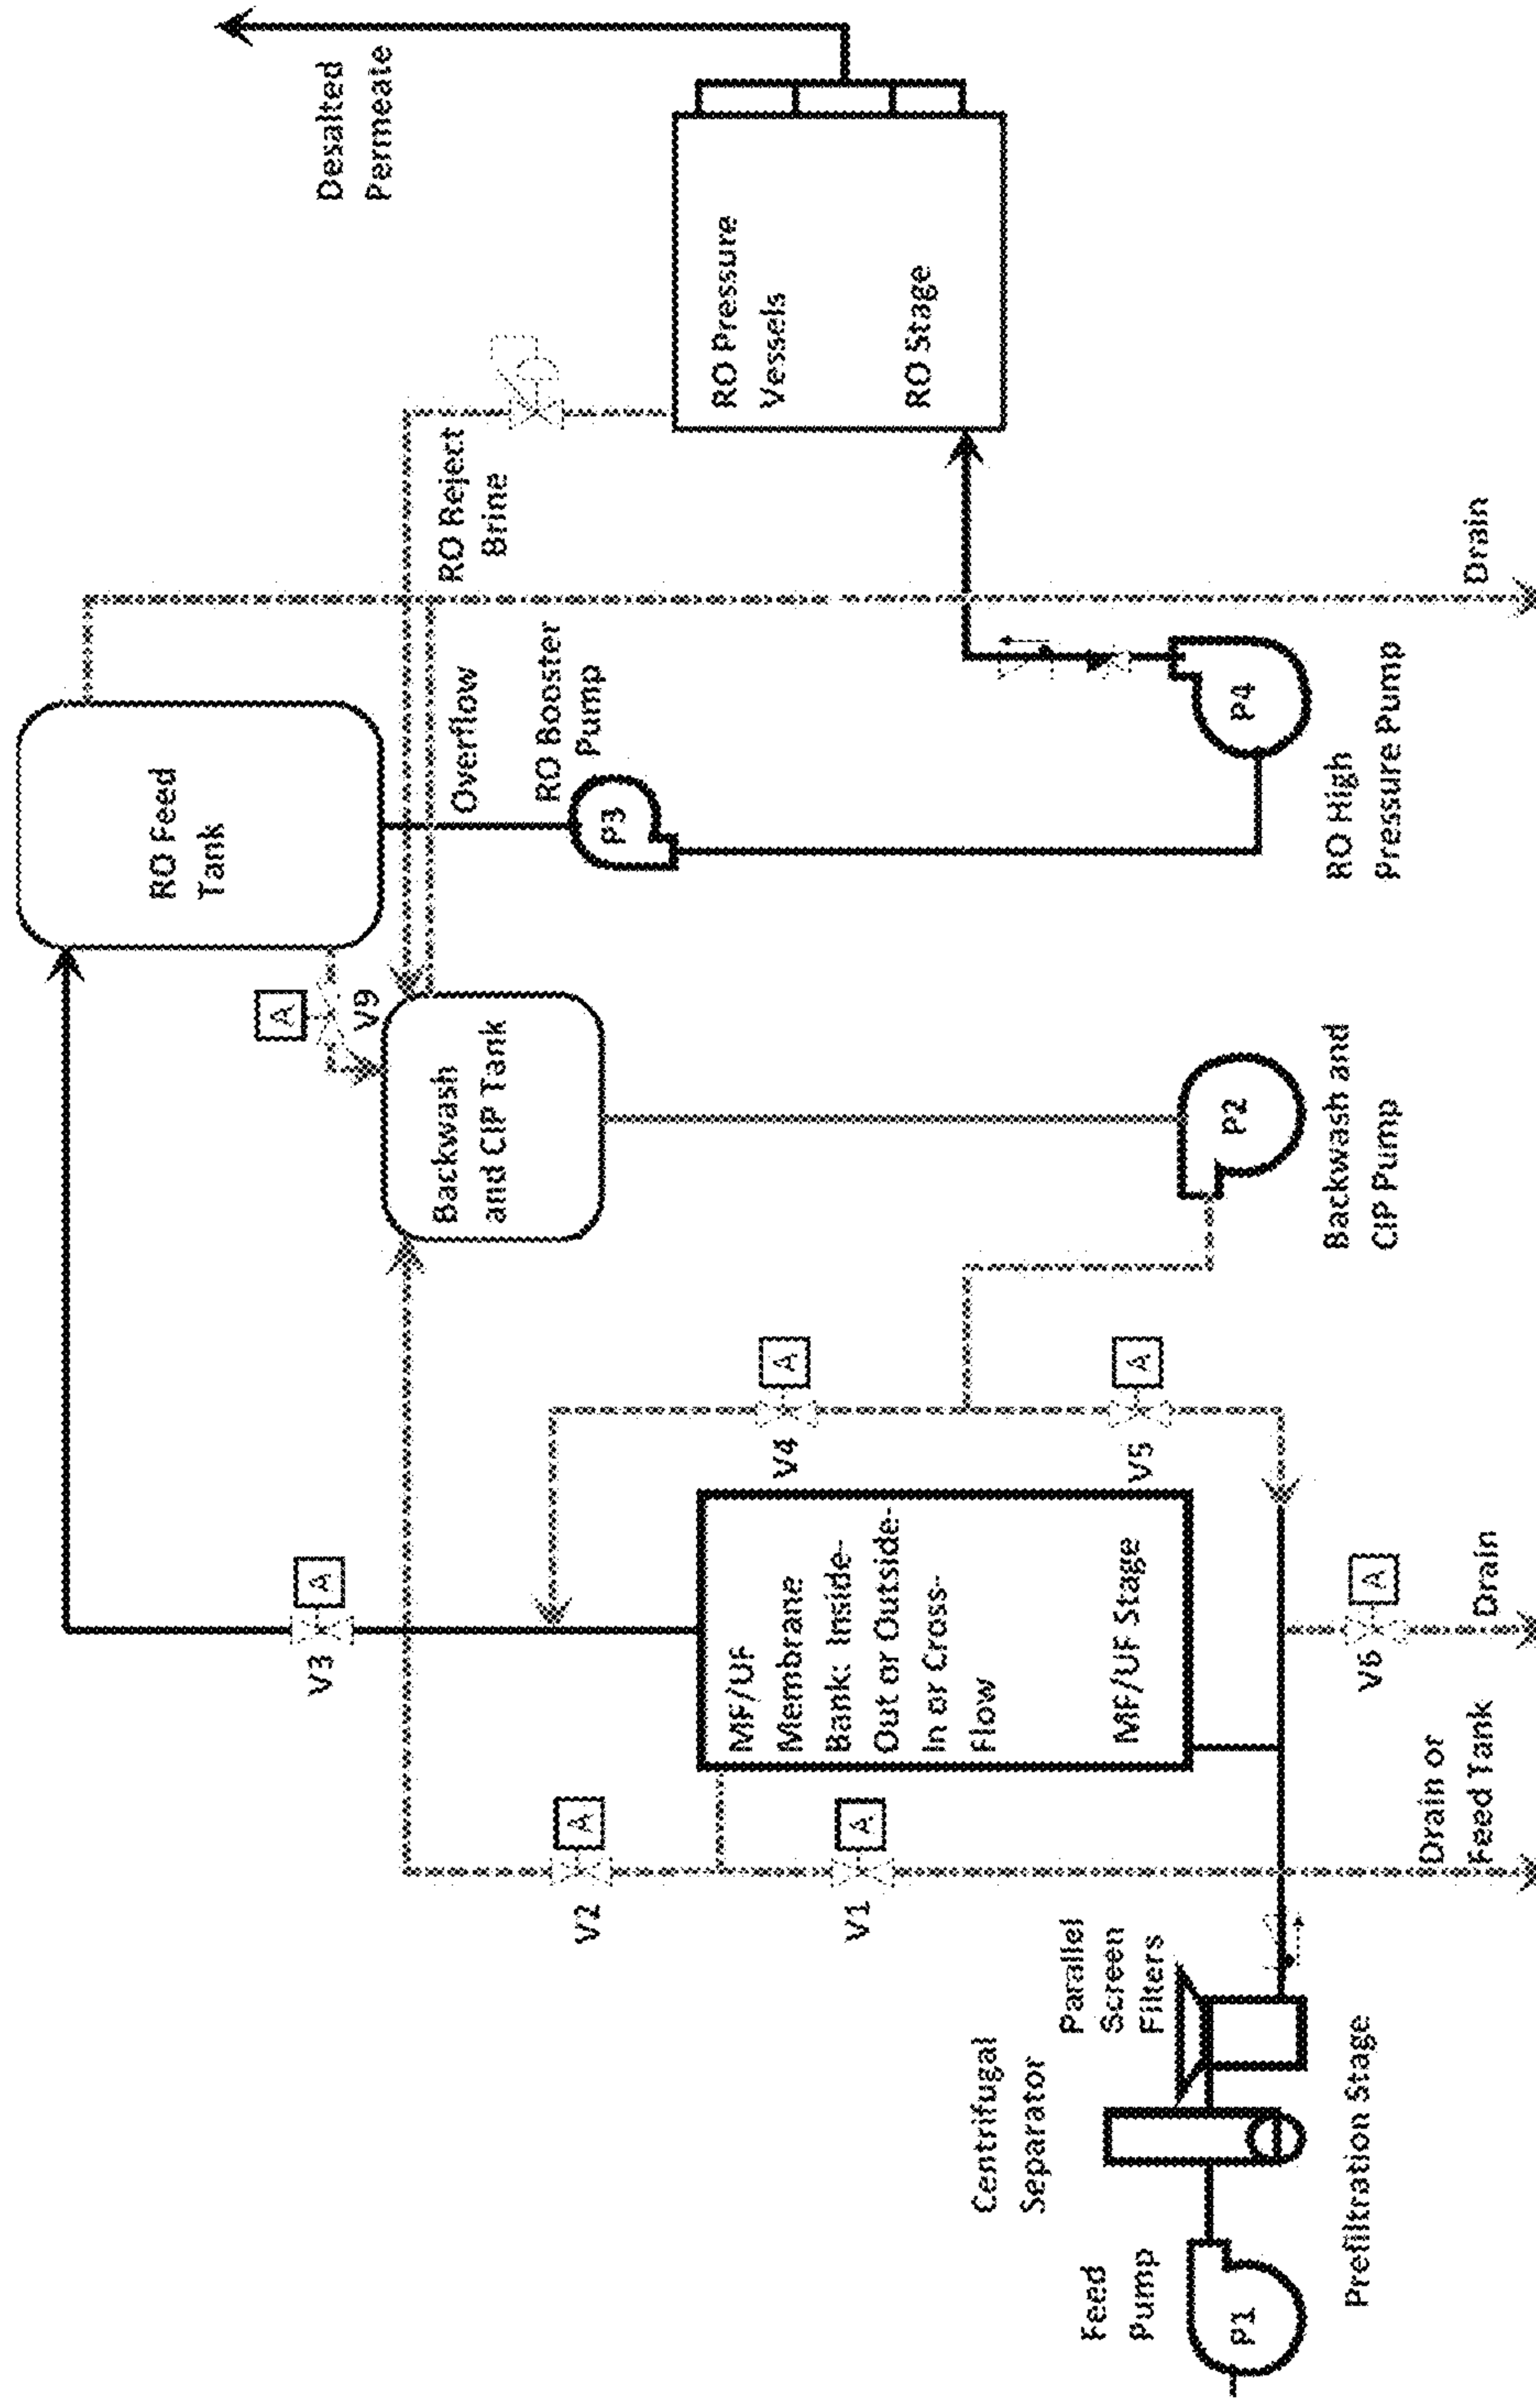 Feed
Pump
P1
Prefiltration Stage
Centrifugal
Separator
Parallel
Screen
Filters
V1
A
V2
A
Drain or
Feed Tank
V3
A
MF/UF
Membrane
Bank: Inside-
Out or Outside-
In or Cross-
Flow
MF/UF Stage
V6
A
Drain
V4
A
V5
A
Backwash
and CIP Tank
P2
Backwash and
CIP Pump
A
V9
RO Feed
Tank
Overflow
RO Booster
Pump
P3
P4
RO High
Pressure Pump
RO Reject
Brine
Drain
RO Pressure
Vessels
RO Stage
Desalted
Permeate